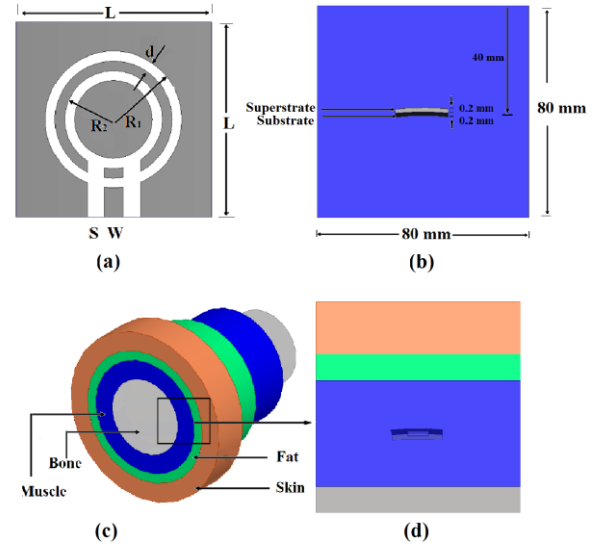 L
d
R₂
R₁
L
S W
(a)
40 mm
Superstrate
Substrate
0.2 mm
0.2 mm
80 mm
80 mm
(b)
Bone
Muscle
Fat
Skin
(c)
(d)